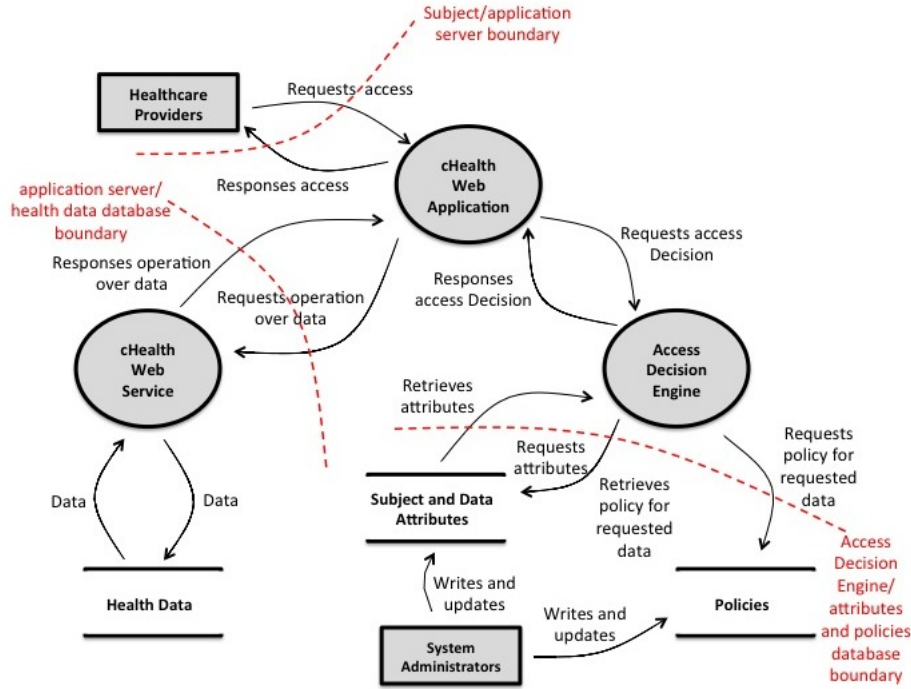 Subject/application
server boundary
Healthcare
Providers
Requests access
Responses access
cHealth
Web
Application
application server/
health data database
boundary
Responses operation
over data
Requests operation
over data
Requests access
Decision
Responses
access Decision
cHealth
Web
Service
Access
Decision
Engine
Retrieves
attributes
Requests
attributes
Retrieves
policy for
requested
data
Requests
policy for
requested
data
Data
Data
Subject and Data
Attributes
Health Data
Writes and
updates
Writes and
updates
System
Administrators
Policies
Access
Decision
Engine/
attributes
and policies
database
boundary